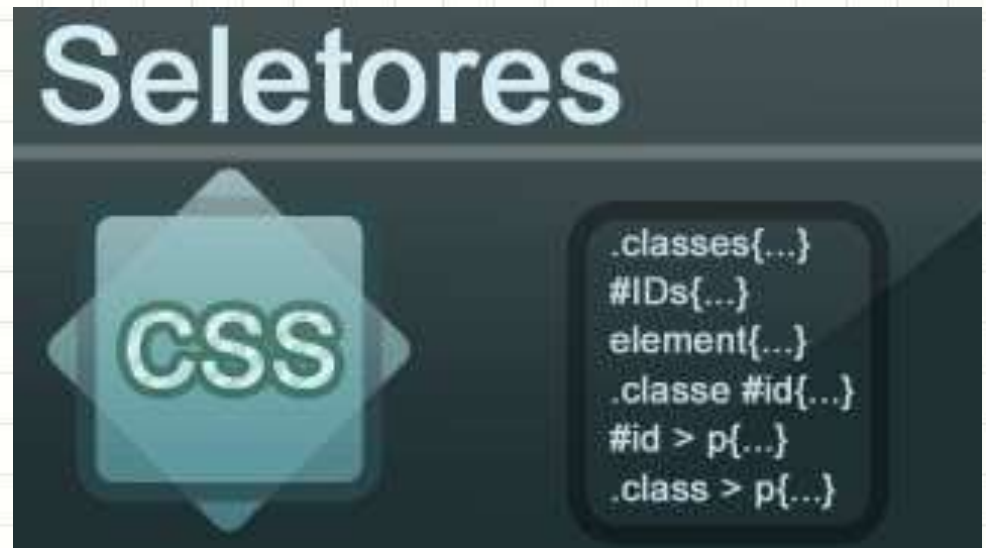 Seletores
CSS
.classes{...}
#IDs{...}
element{...}
.classe #id{...}
#id > p{...}
.class > p{...}